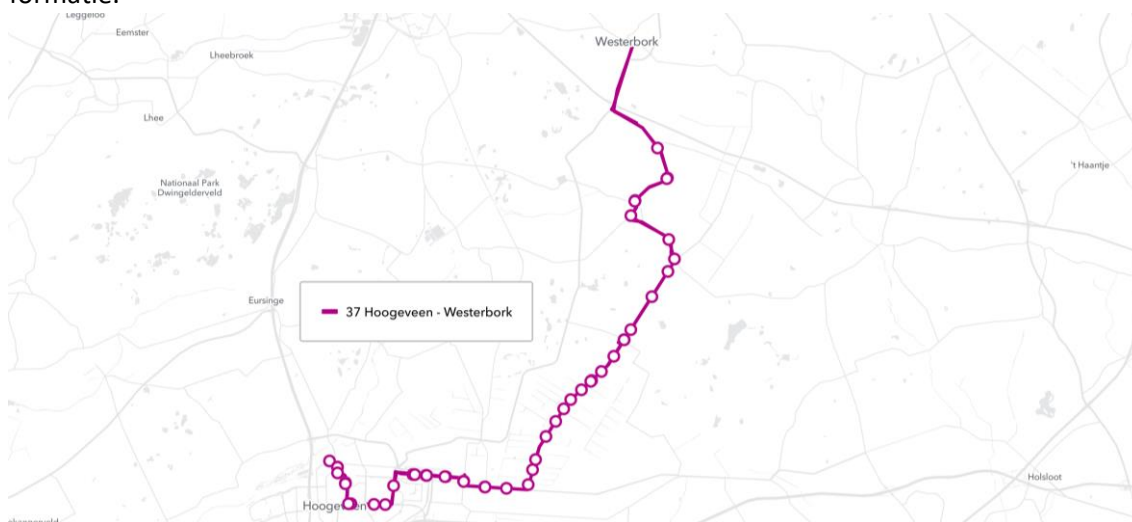 formatie.
Leggeloo
Eemster
Lheebroek
Westerbork
Lhee
't Haantje
Nationaal Park
Dwingelderveld
Eursinge
37 Hoogeveen - Westerbork
Holsloot
Hoogeveen